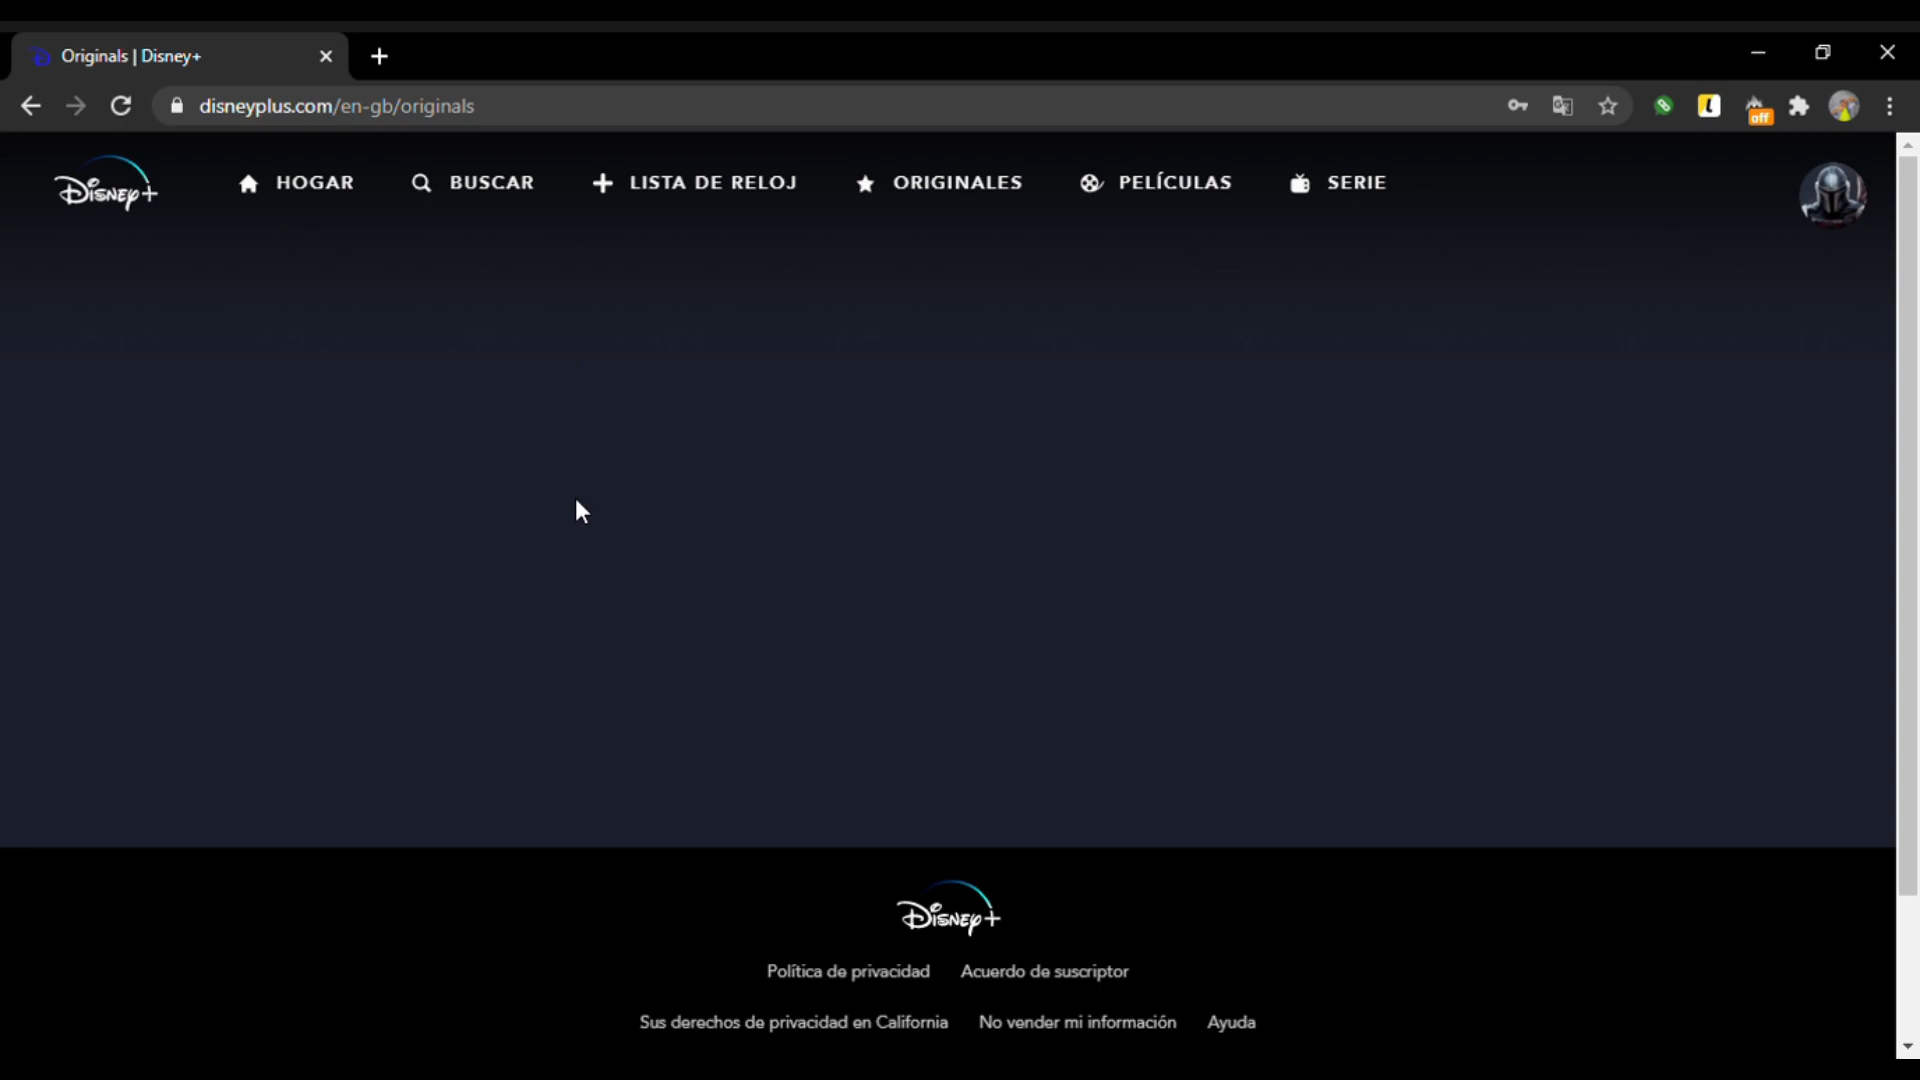 Originals | Disney+
disneyplus.com/en-gb/originals
off
Disney+ HOGAR BUSCAR LISTA DE RELOJ ORIGINALES PELÍCULAS SERIE
Disney+
Política de privacidad Acuerdo de suscriptor
Sus derechos de privacidad en California No vender mi información Ayuda